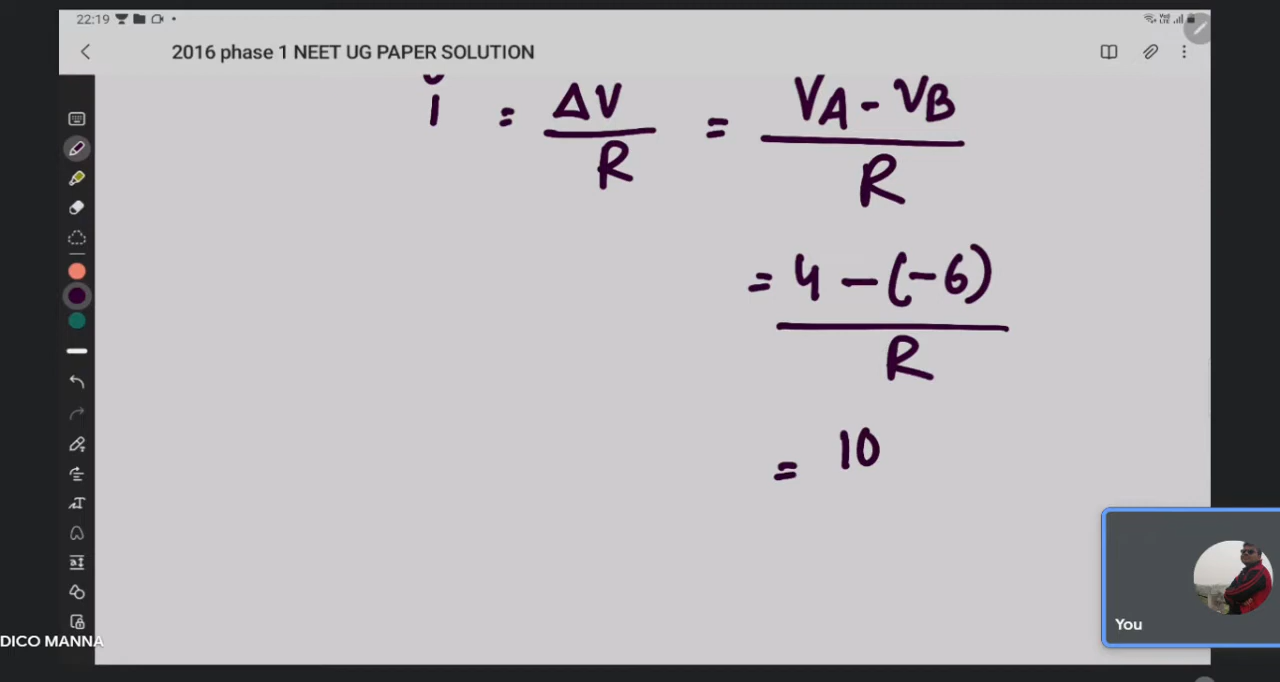 22:19
2016 phase 1 NEET UG PAPER SOLUTION
i = ΔV / R = VA - VB / R
= 4 - (-6) / R
= 10
You
DICO MANNA